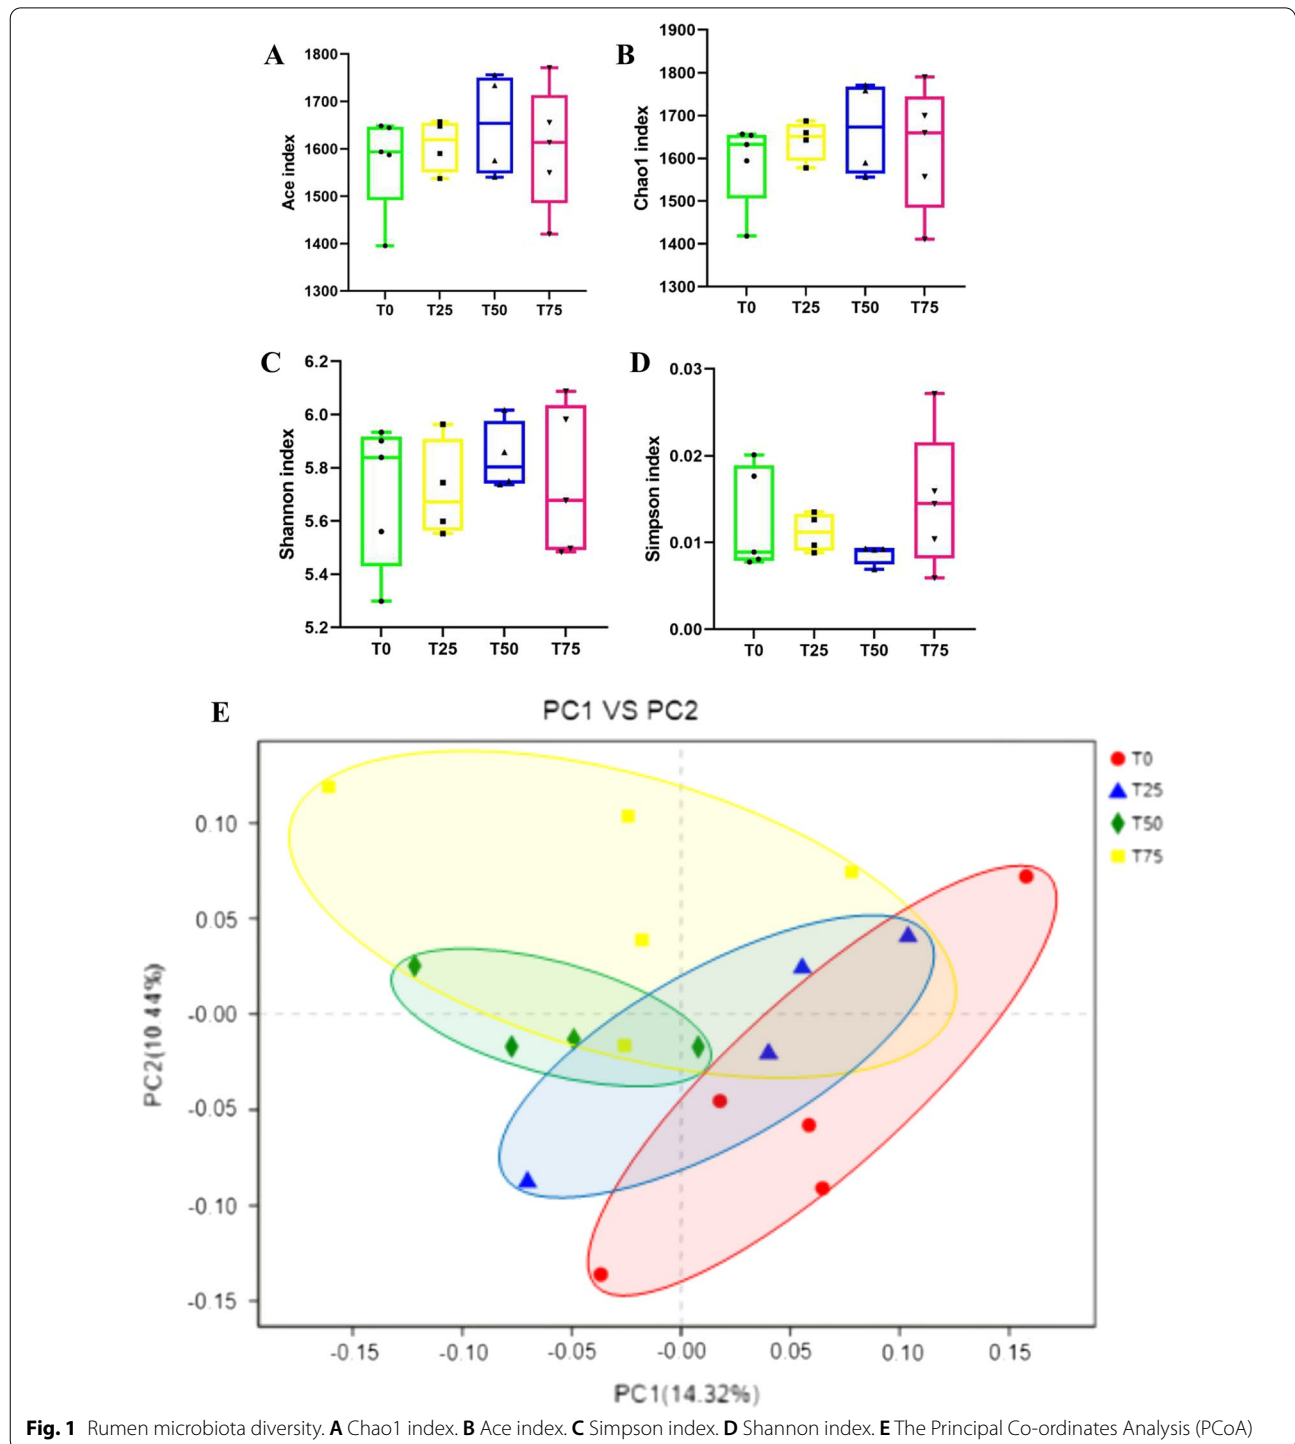 A
Ace index
1800
1700
1600
1500
1400
1300
T0 T25 T50 T75
B
Chao1 index
1900
1800
1700
1600
1500
1400
1300
T0 T25 T50 T75
C
Shannon index
6.2
6.0
5.8
5.6
5.4
5.2
T0 T25 T50 T75
D
Simpson index
0.03
0.02
0.01
0.00
T0 T25 T50 T75
E
PC1 VS PC2
T0
T25
T50
T75
PC2(10 44%)
0.10
0.05
-0.00
-0.05
-0.10
-0.15
-0.15 -0.10 -0.05 -0.00 0.05 0.10 0.15
PC1(14.32%)
Fig. 1 Rumen microbiota diversity. A Chao1 index. B Ace index. C Simpson index. D Shannon index. E The Principal Co-ordinates Analysis (PCoA)